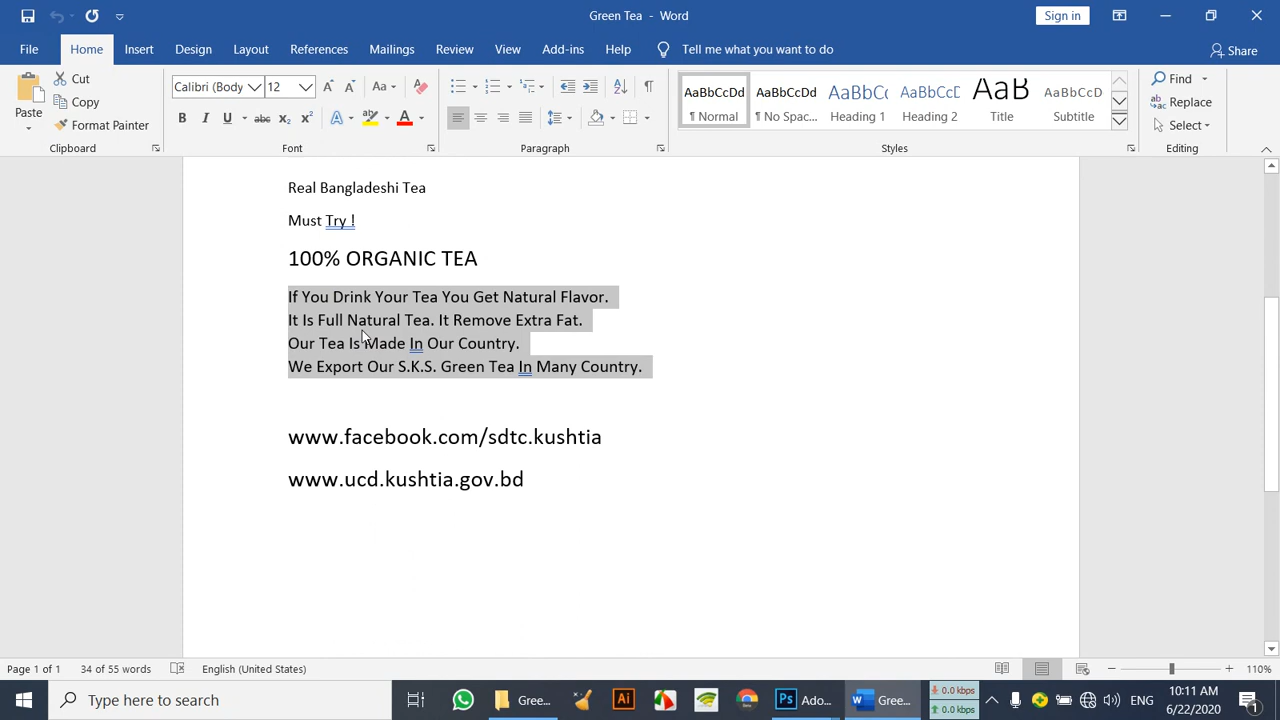 Green Tea - Word
Sign in
File Home Insert Design Layout References Mailings Review View Add-ins Help Tell me what you want to do Share
Paste
Cut
Copy
Format Painter
Clipboard
Calibri (Body 12
Font
Paragraph
AaBbCcDd
¶ Normal
AaBbCcDd
¶ No Spac...
AaBbCc
Heading 1
AaBbCcD
Heading 2
AaB
Title
AaBbCcD
Subtitle
Styles
Find
Replace
Select
Editing
Real Bangladeshi Tea
Must Try !
100% ORGANIC TEA
If You Drink Your Tea You Get Natural Flavor.
It Is Full Natural Tea. It Remove Extra Fat.
Our Tea Is Made In Our Country.
We Export Our S.K.S. Green Tea In Many Country.
www.facebook.com/sdtc.kushtia
www.ucd.kushtia.gov.bd
Page 1 of 1 34 of 55 words English (United States) 110%
Type here to search
Gree...
Ado...
Gree...
0.0 kbps
0.0 kbps
ENG
10:11 AM
6/22/2020